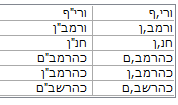 ורי,ף ורי"ף
ורמב,ן ורמב"ן
חנ,ן חנ"ן
כהרמב,ם כהרמב"ם
כהרמב,ן כהרמב"ן
כהרשב,ם כהרשב"ם